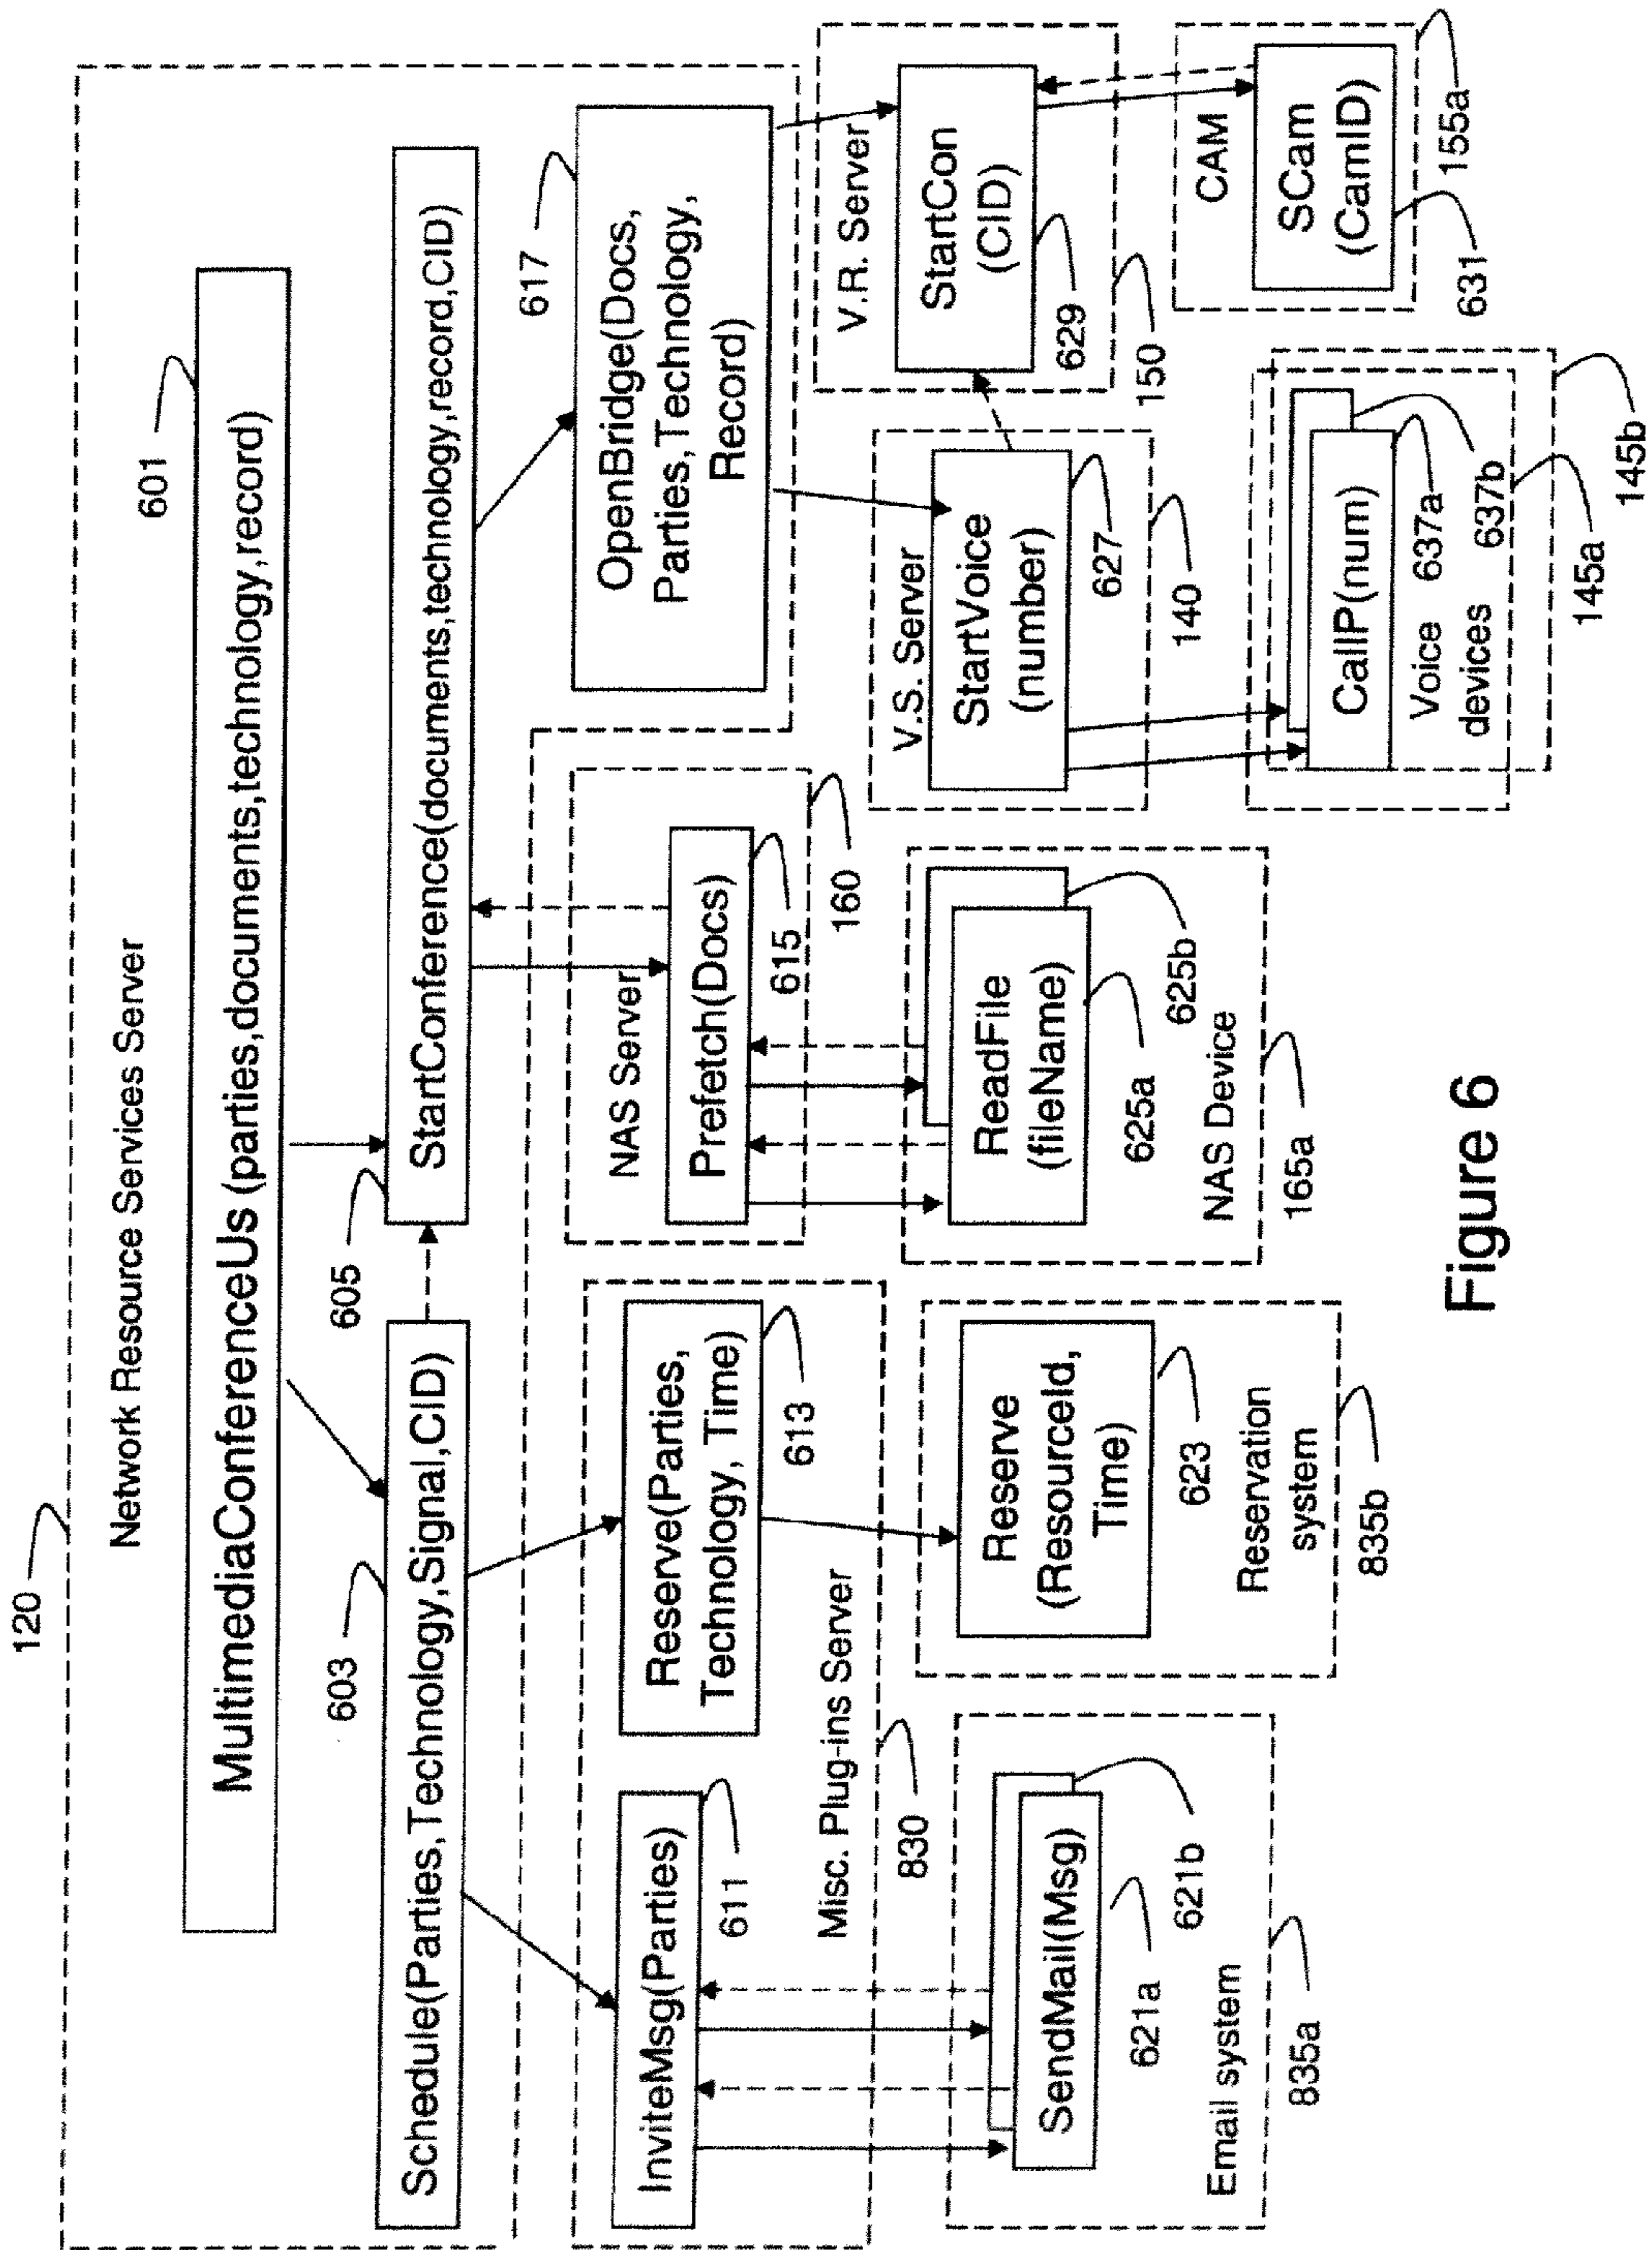 120
Network Resource Services Server
601
MultimediaConferenceUs (parties,documents,technology,record)
603
Schedule(Parties,Technology,Signal,CID)
605
StartConference(documents,technology,record,CID)
InviteMsg(Parties)
611
Reserve(Parties,
Technology, Time)
613
Misc. Plug-ins Server
830
NAS Server
Prefetch(Docs)
615
160
617
OpenBridge(Docs,
Parties,Technology,
Record)
SendMail(Msg)
621a
621b
Email system
835a
Reserve
(ResourceId,
Time)
623
Reservation
system
835b
ReadFile
(fileName)
625a
625b
NAS Device
165a
V.S. Server
StartVoice
(number)
627
140
V.R. Server
StartCon
(CID)
629
150
CallP(num)
Voice
devices
637a
637b
145a
145b
CAM
SCam
(CamID)
631
155a
Figure 6